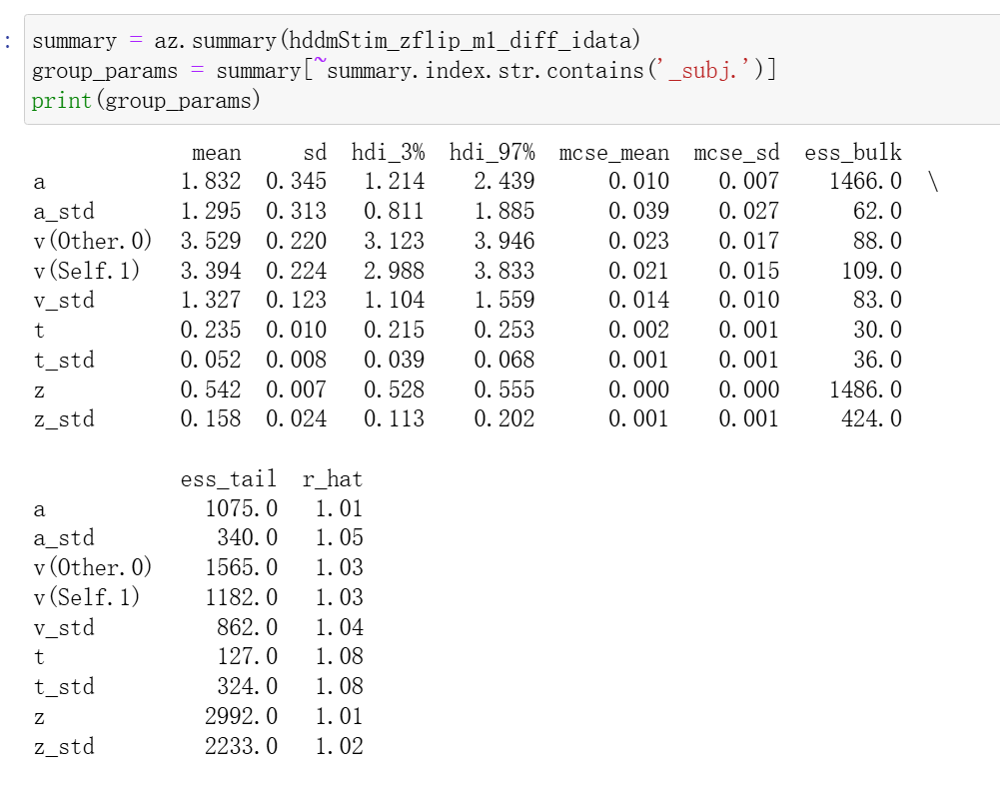 :
summary = az.summary(hddmStim_zflip_m1_diff_idata)
group_params = summary[~summary.index.str.contains('_subj.')]
print(group_params)
mean sd hdi_3% hdi_97% mcse_mean mcse_sd ess_bulk
a 1.832 0.345 1.214 2.439 0.010 0.007 1466.0 \
a_std 1.295 0.313 0.811 1.885 0.039 0.027 62.0
v(Other.0) 3.529 0.220 3.123 3.946 0.023 0.017 88.0
v(Self.1) 3.394 0.224 2.988 3.833 0.021 0.015 109.0
v_std 1.327 0.123 1.104 1.559 0.014 0.010 83.0
t 0.235 0.010 0.215 0.253 0.002 0.001 30.0
t_std 0.052 0.008 0.039 0.068 0.001 0.001 36.0
z 0.542 0.007 0.528 0.555 0.000 0.000 1486.0
z_std 0.158 0.024 0.113 0.202 0.001 0.001 424.0
ess_tail r_hat
a 1075.0 1.01
a_std 340.0 1.05
v(Other.0) 1565.0 1.03
v(Self.1) 1182.0 1.03
v_std 862.0 1.04
t 127.0 1.08
t_std 324.0 1.08
z 2992.0 1.01
z_std 2233.0 1.02